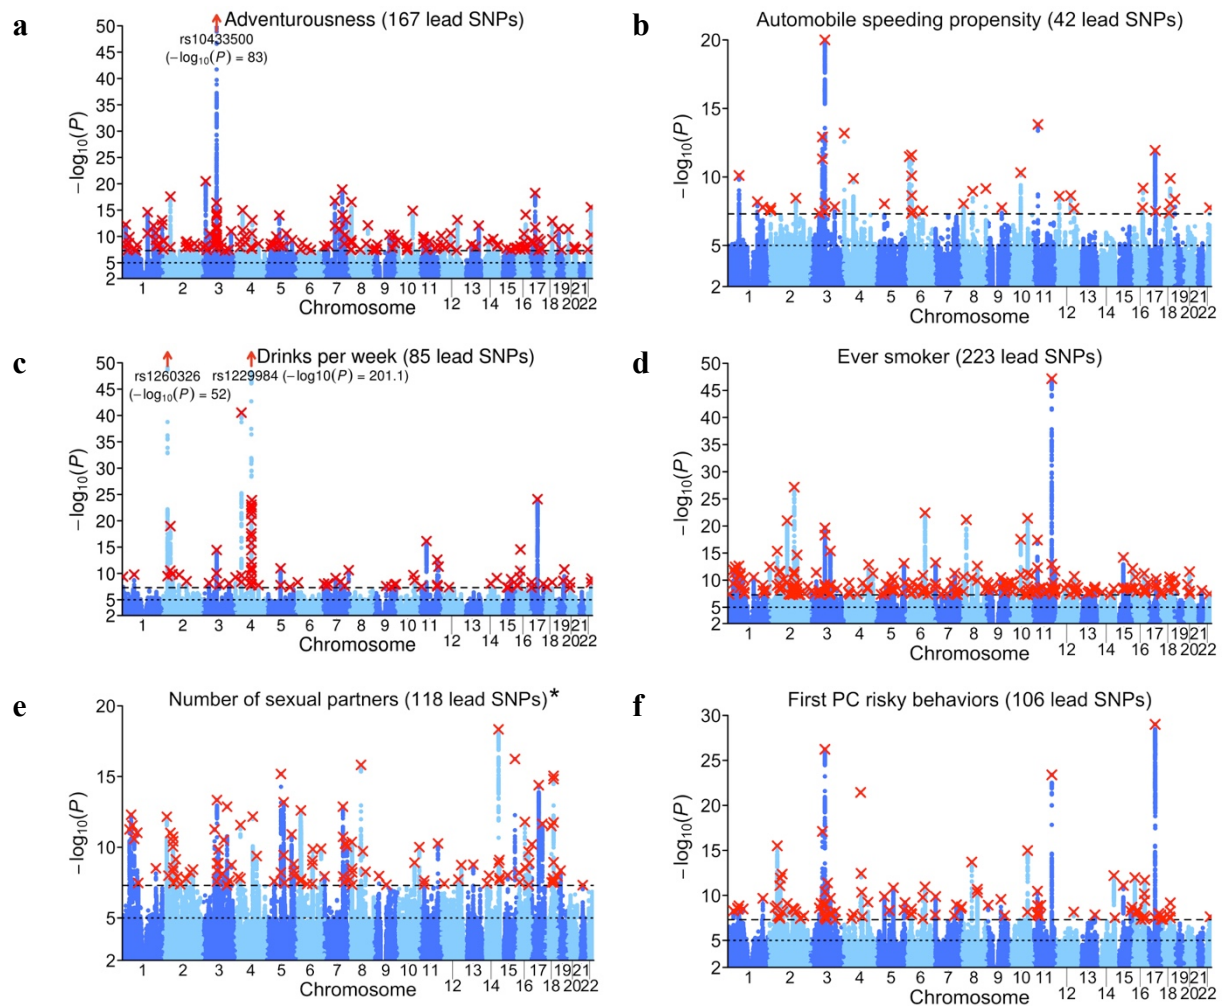 a
Adventurousness (167 lead SNPs)
rs10433500
(−log10(P) = 83)
50
45
40
35
30
25
20
15
10
5
2
−log10(P)
1 2 3 4 5 6 7 8 9 10 11 12 13 14 15 16 17 18 19 20 21 22
Chromosome
b
Automobile speeding propensity (42 lead SNPs)
20
15
10
5
2
−log10(P)
1 2 3 4 5 6 7 8 9 10 11 12 13 14 15 16 17 18 19 20 21 22
Chromosome
c
Drinks per week (85 lead SNPs)
rs1260326
(−log10(P) = 52)
rs1229984 (−log10(P) = 201.1)
50
45
40
35
30
25
20
15
10
5
2
−log10(P)
1 2 3 4 5 6 7 8 9 10 11 12 13 14 15 16 17 18 19 20 21 22
Chromosome
d
Ever smoker (223 lead SNPs)
50
45
40
35
30
25
20
15
10
5
2
−log10(P)
1 2 3 4 5 6 7 8 9 10 11 12 13 14 15 16 17 18 19 20 21 22
Chromosome
e
Number of sexual partners (118 lead SNPs)*
20
15
10
5
2
−log10(P)
1 2 3 4 5 6 7 8 9 10 11 12 13 14 15 16 17 18 19 20 21 22
Chromosome
f
First PC risky behaviors (106 lead SNPs)
30
25
20
15
10
5
2
−log10(P)
1 2 3 4 5 6 7 8 9 10 11 12 13 14 15 16 17 18 19 20 21 22
Chromosome